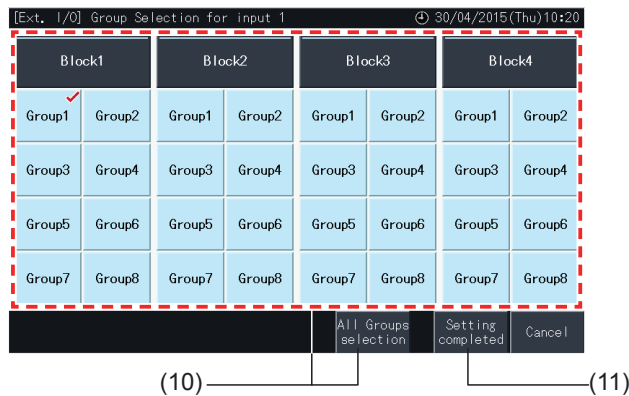 [Ext. I/O] Group Selection for input 1 30/04/2015(Thu)10:20
Block1 Block2 Block3 Block4
Group1 Group2 Group1 Group2 Group1 Group2 Group1 Group2
Group3 Group4 Group3 Group4 Group3 Group4 Group3 Group4
Group5 Group6 Group5 Group6 Group5 Group6 Group5 Group6
Group7 Group8 Group7 Group8 Group7 Group8 Group7 Group8
All Groups
selection
Setting
completed
Cancel
(10) (11)